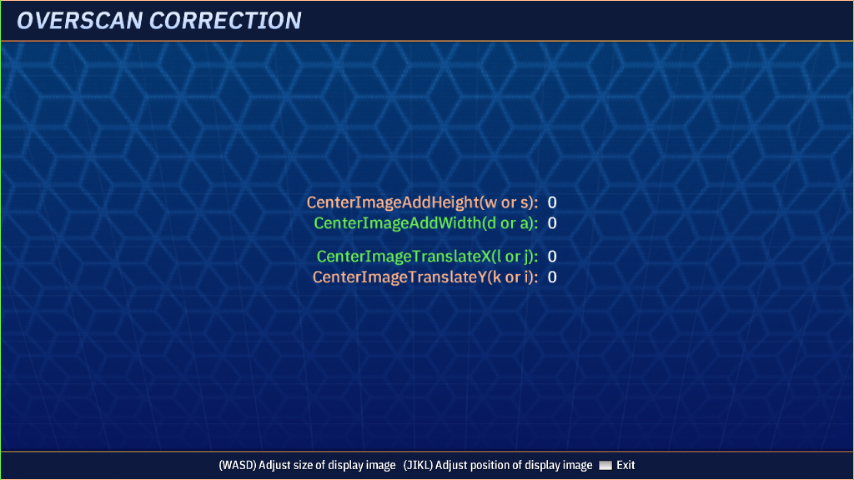 OVERSCAN CORRECTION
CenterImageAddHeight(w or s): 0
CenterImageAddWidth(d or a): 0
CenterImageTranslateX(l or j): 0
CenterImageTranslateY(k or i): 0
(WASD) Adjust size of display image (JIKL) Adjust position of display image Exit